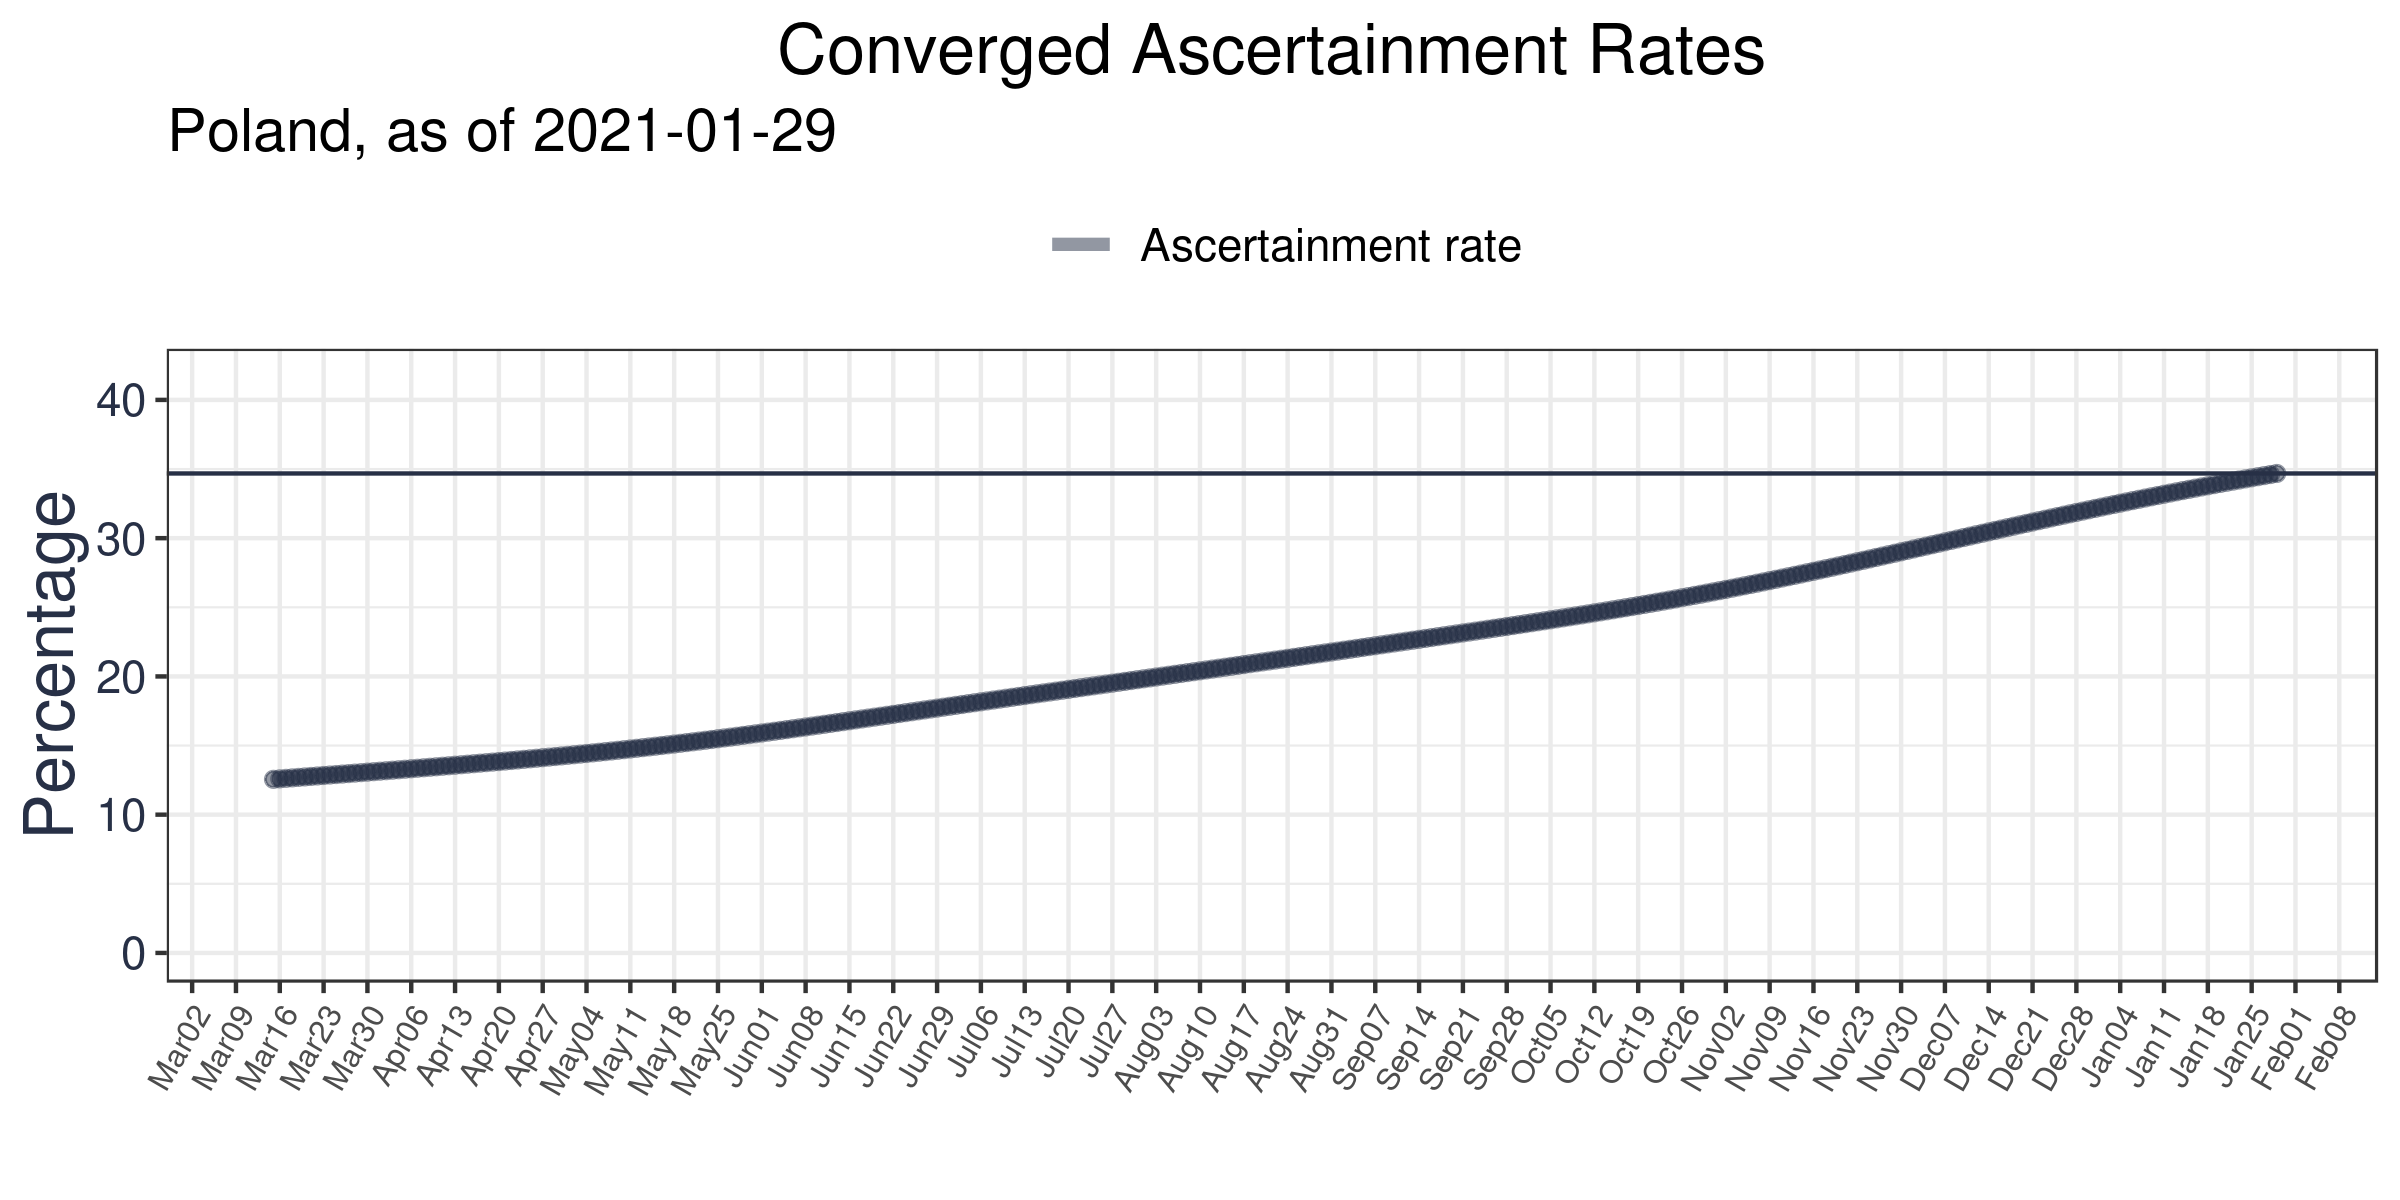 Converged Ascertainment Rates
Poland, as of 2021-01-29
Ascertainment rate
Percentage
40
30
20
10
0
Mar02
Mar09
Mar16
Mar23
Mar30
Apr06
Apr13
Apr20
Apr27
May04
May11
May18
May25
Jun01
Jun08
Jun15
Jun22
Jun29
Jul06
Jul13
Jul20
Jul27
Aug03
Aug10
Aug17
Aug24
Aug31
Sep07
Sep14
Sep21
Sep28
Oct05
Oct12
Oct19
Oct26
Nov02
Nov09
Nov16
Nov23
Nov30
Dec07
Dec14
Dec21
Dec28
Jan04
Jan11
Jan18
Jan25
Feb01
Feb08